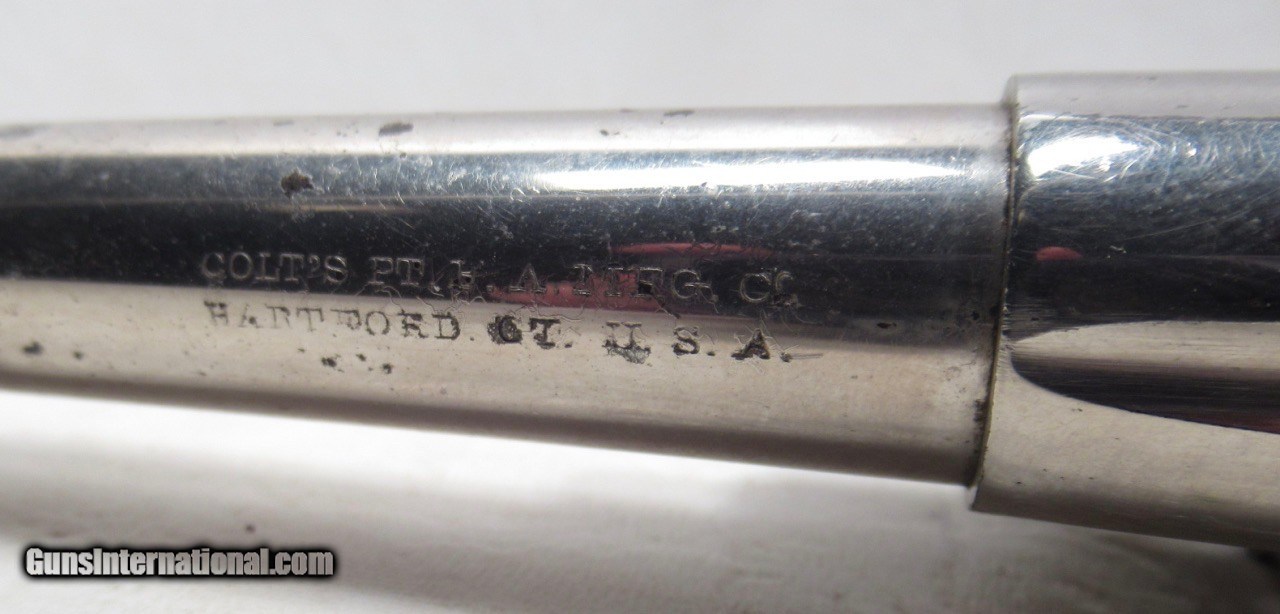 COLT'S PT. F. A. MFG. Co.
HARTFORD. CT. U.S.A.
GunsInternational.com